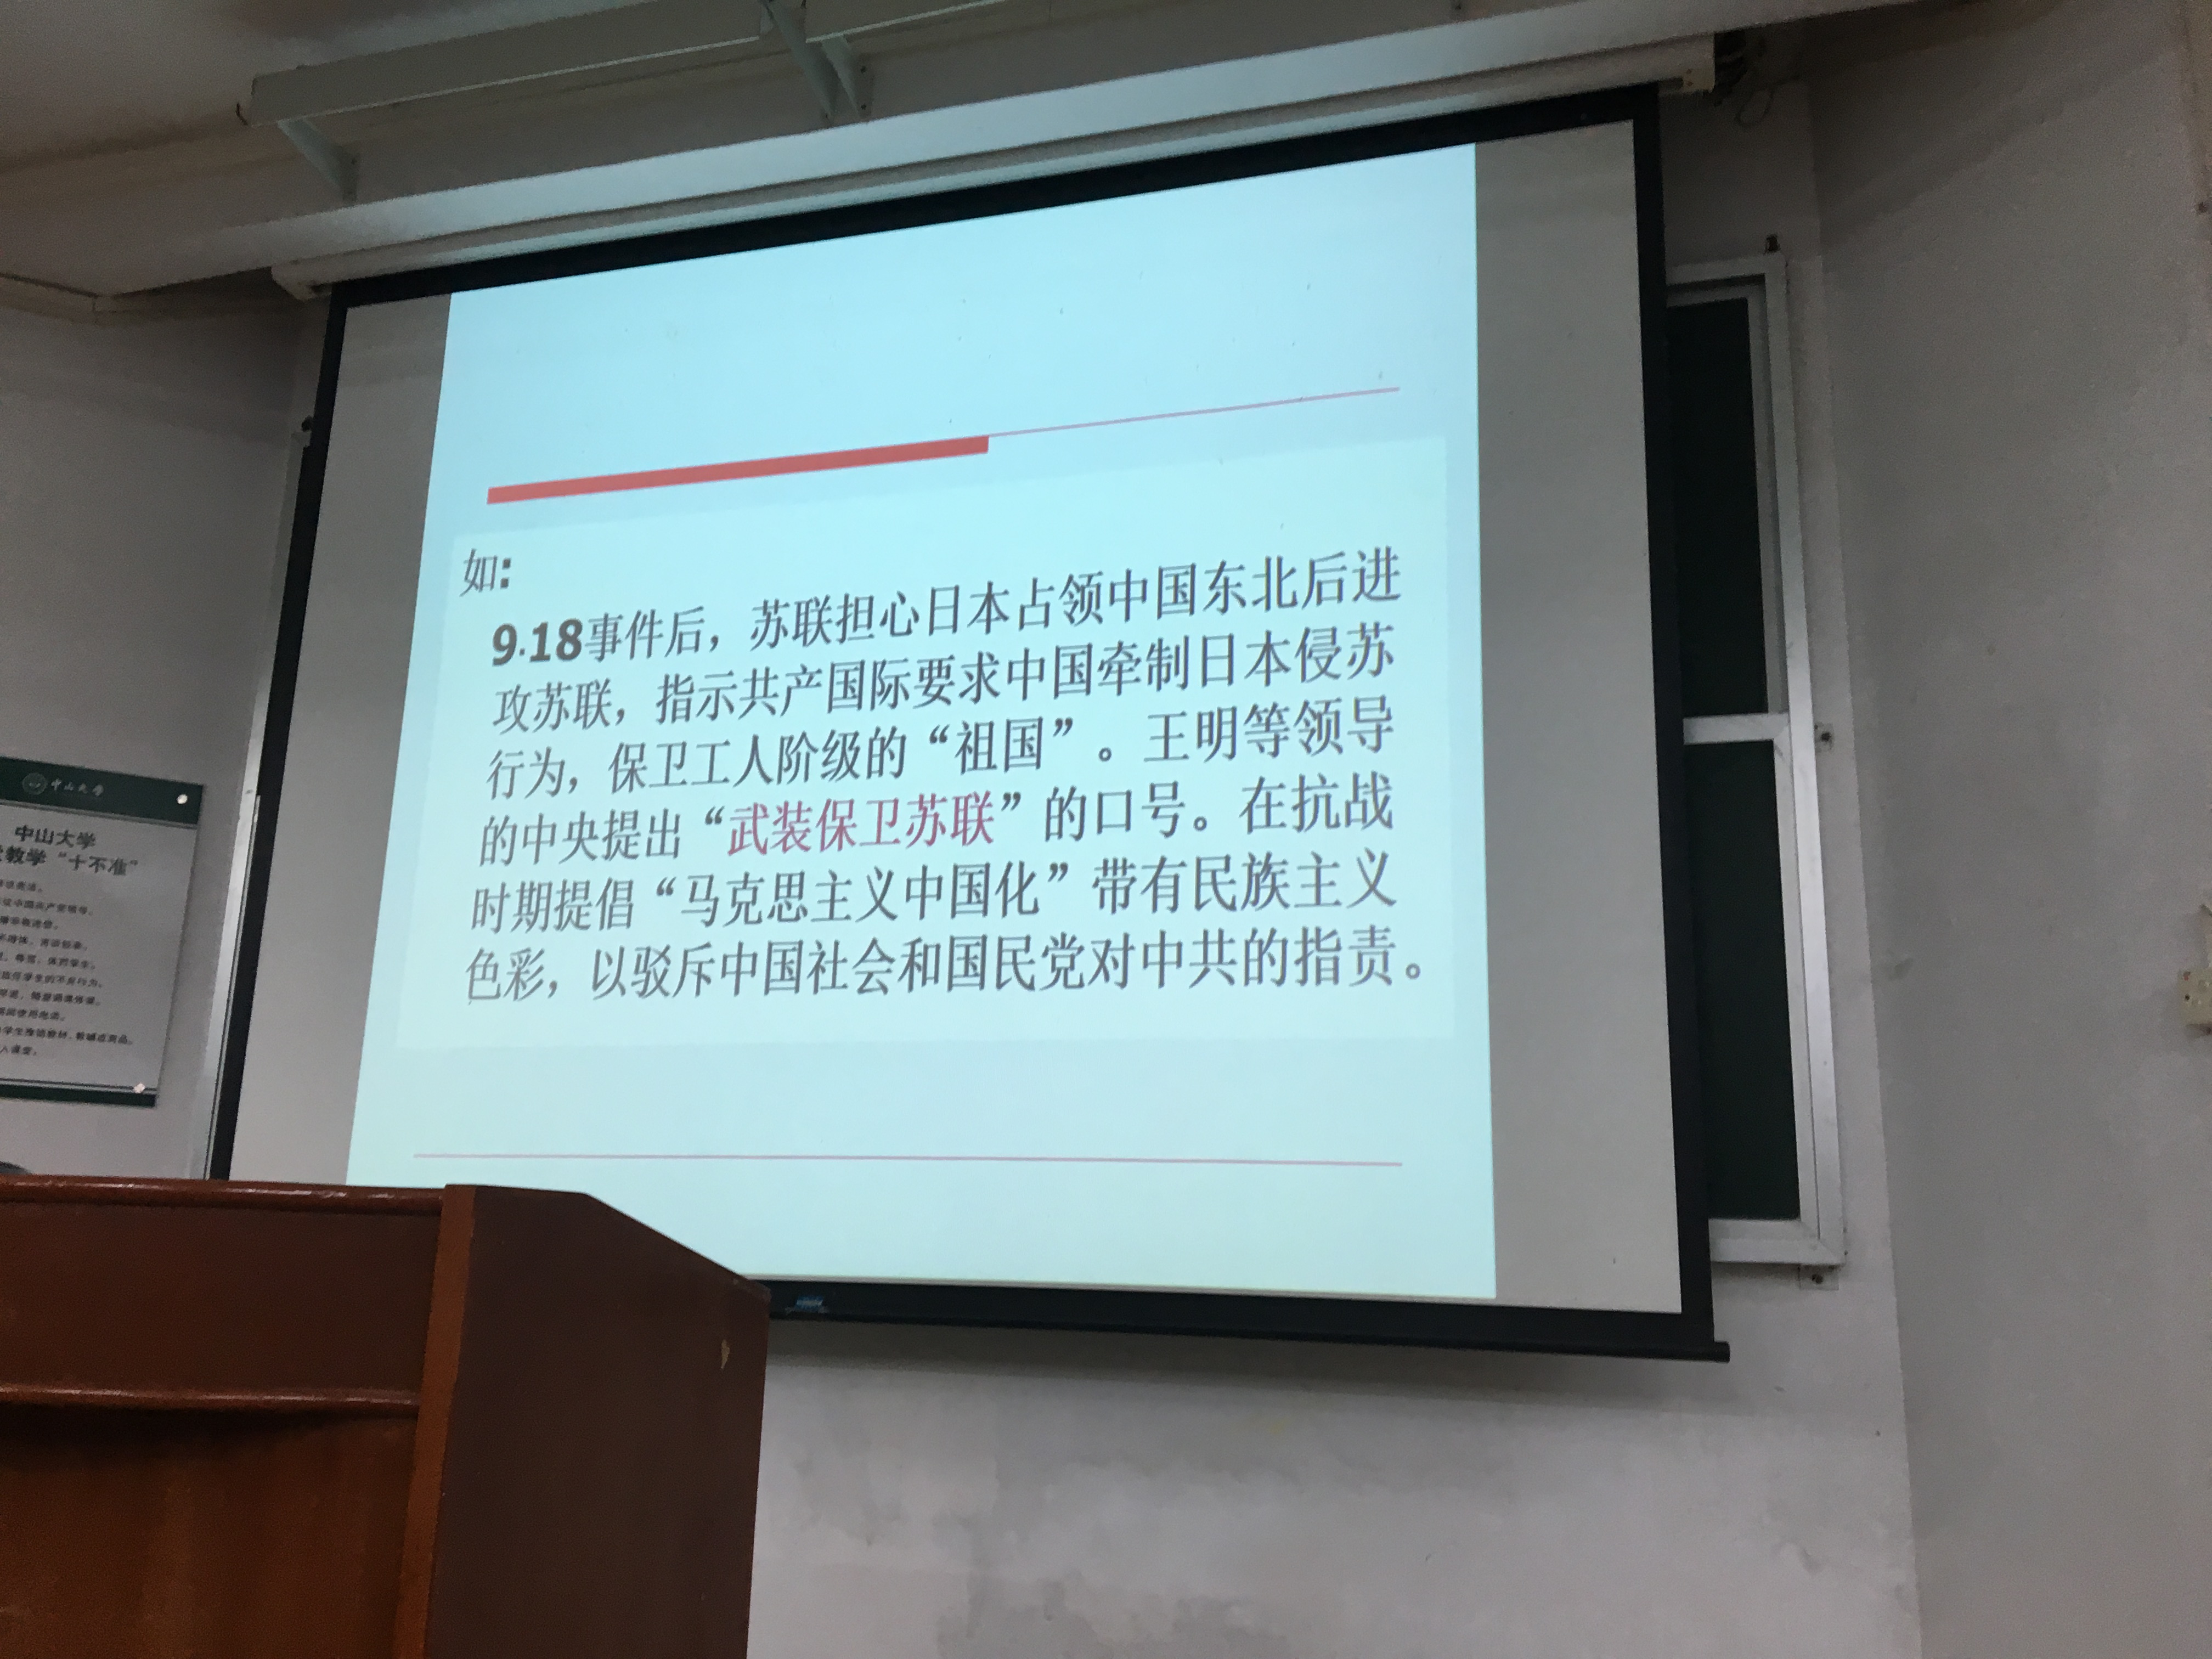 如:
9.18事件后，苏联担心日本占领中国东北后进
攻苏联，指示共产国际要求中国牵制日本侵苏
行为，保卫工人阶级的“祖国”。王明等领导
的中央提出“武装保卫苏联”的口号。在抗战
时期提倡“马克思主义中国化”带有民族主义
色彩，以驳斥中国社会和国民党对中共的指责。
中山大学
中山大学
教学“十不准”